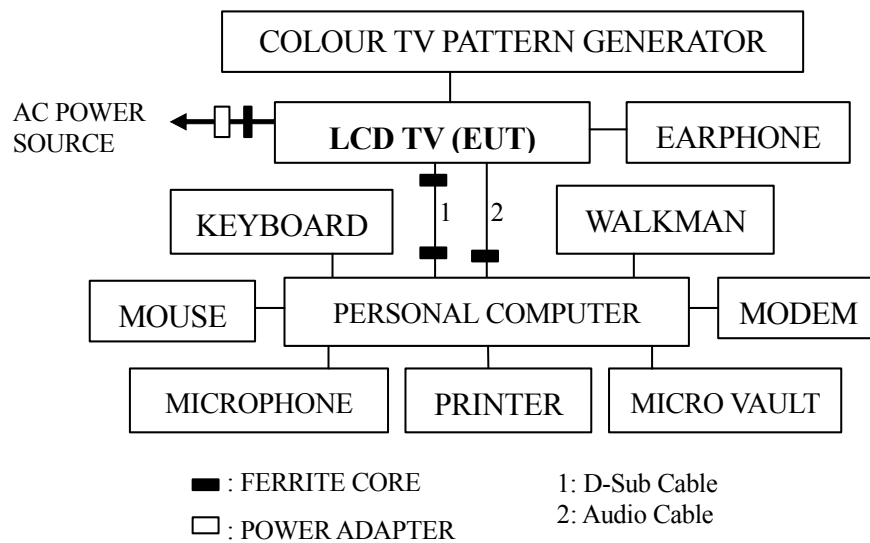 COLOUR TV PATTERN GENERATOR
AC POWER
SOURCE
LCD TV (EUT)
EARPHONE
1
2
KEYBOARD
WALKMAN
MOUSE
PERSONAL COMPUTER
MODEM
MICROPHONE
PRINTER
MICRO VAULT
: FERRITE CORE
: POWER ADAPTER
1: D-Sub Cable
2: Audio Cable